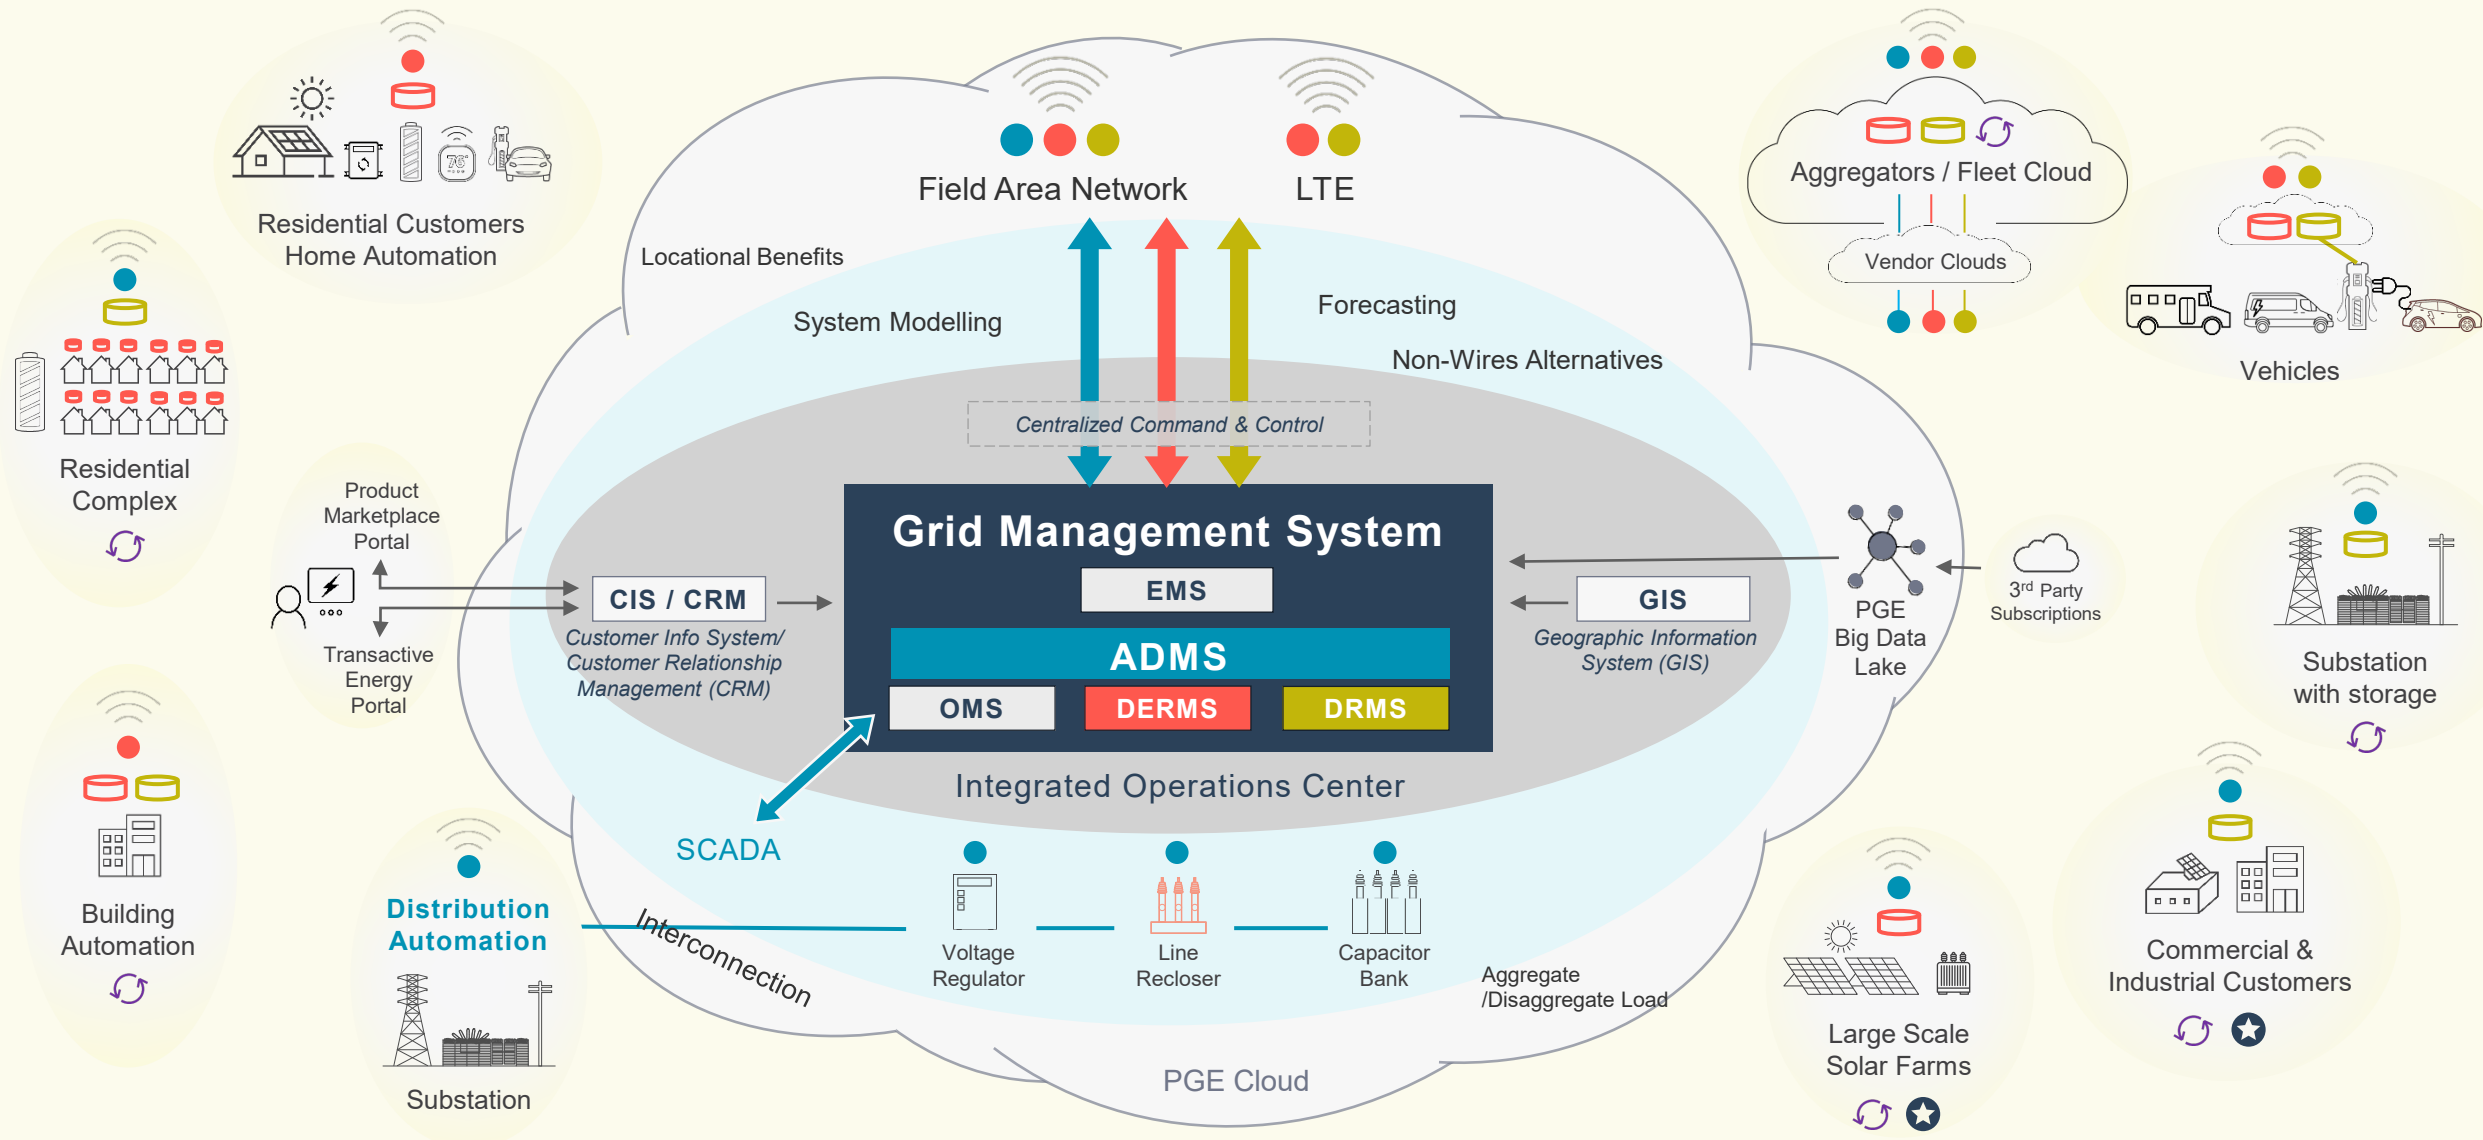 Field Area Network
LTE
Residential Customers
Home Automation
76°
Aggregators / Fleet Cloud
Vendor Clouds
Vehicles
Locational Benefits
System Modelling
Forecasting
Non-Wires Alternatives
Centralized Command & Control
Residential
Complex
Product
Marketplace
Portal
Transactive
Energy
Portal
CIS / CRM
Customer Info System/
Customer Relationship
Management (CRM)
Grid Management System
EMS
ADMS
OMS
DERMS
DRMS
Integrated Operations Center
GIS
Geographic Information
System (GIS)
PGE
Big Data
Lake
3rd Party
Subscriptions
Substation
with storage
Building
Automation
SCADA
Distribution
Automation
Substation
Interconnection
Voltage
Regulator
Line
Recloser
Capacitor
Bank
Aggregate
/Disaggregate Load
PGE Cloud
Large Scale
Solar Farms
Commercial &
Industrial Customers